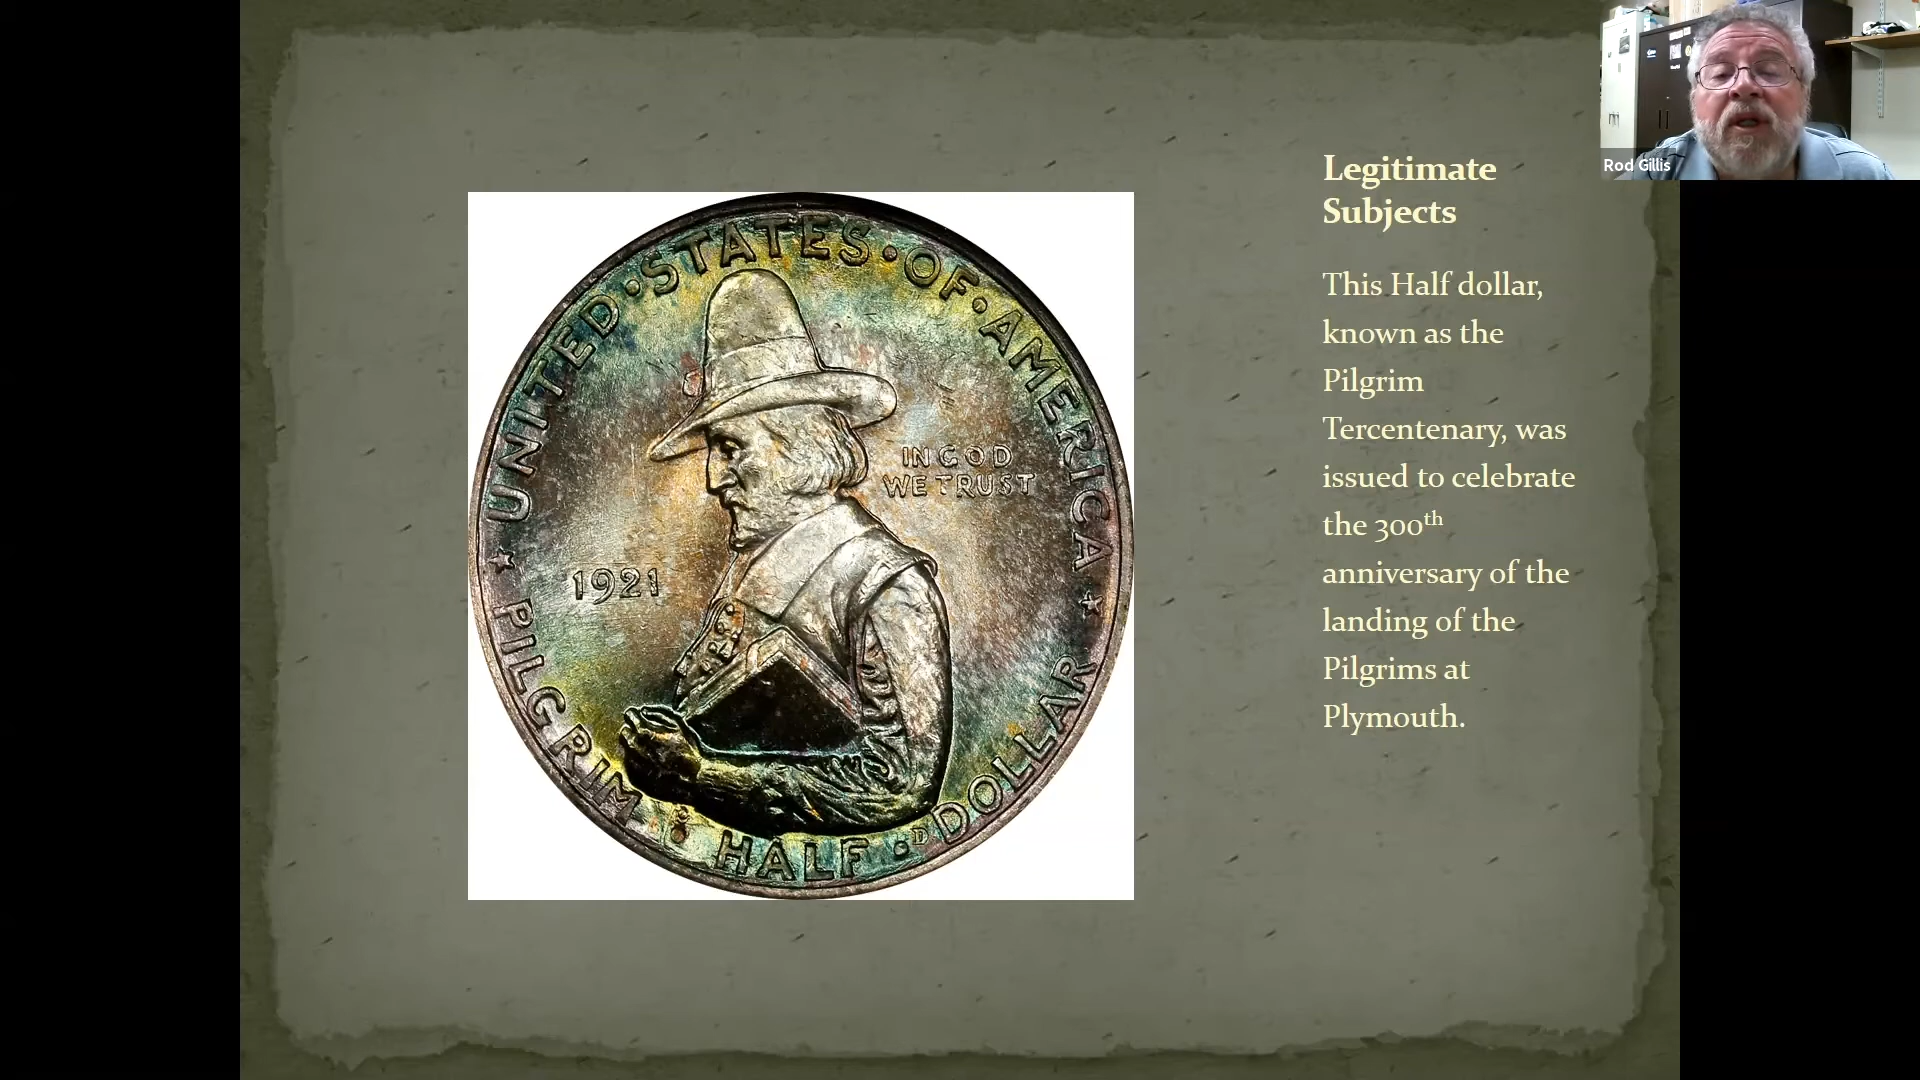 Legitimate
Subjects
This Half dollar,
known as the
Pilgrim
Tercentenary, was
issued to celebrate
the 300th
anniversary of the
landing of the
Pilgrims at
Plymouth.
UNITED·STATES·OF·AMERICA
IN GOD
WE TRUST
1921
PILGRIM · HALF · DOLLAR
D
Rod Gillis